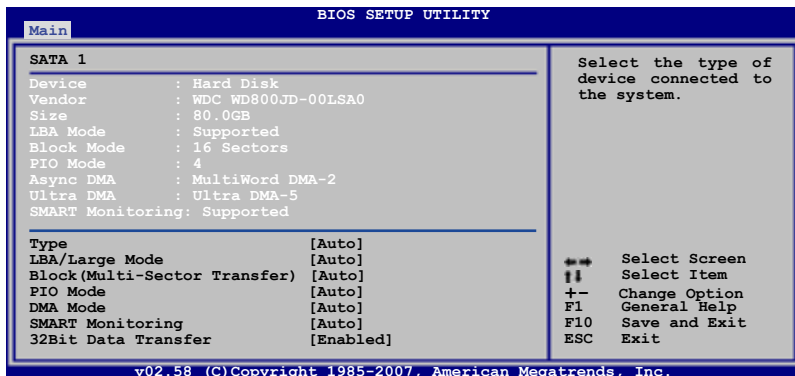 BIOS SETUP UTILITY
Main
SATA 1
Device : Hard Disk
Vendor : WDC WD800JD-00LSA0
Size : 80.0GB
LBA Mode : Supported
Block Mode : 16 Sectors
PIO Mode : 4
Async DMA : MultiWord DMA-2
Ultra DMA : Ultra DMA-5
SMART Monitoring: Supported
Type [Auto]
LBA/Large Mode [Auto]
Block(Multi-Sector Transfer) [Auto]
PIO Mode [Auto]
DMA Mode [Auto]
SMART Monitoring [Auto]
32Bit Data Transfer [Enabled]
Select the type of
device connected to
the system.
←→ Select Screen
↑↓ Select Item
+- Change Option
F1 General Help
F10 Save and Exit
ESC Exit
v02.58 (C)Copyright 1985-2007, American Megatrends, Inc.